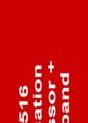 516
ation
ssor +
band